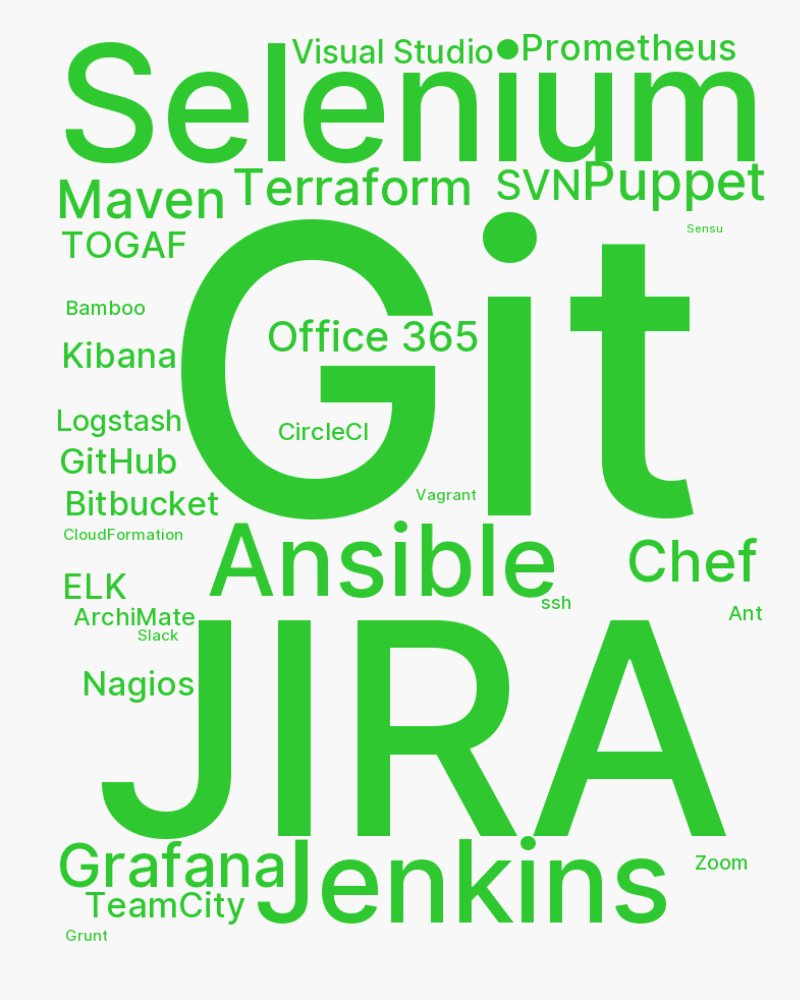 Visual Studio
Prometheus
Selenium
Maven
Terraform
SVN
Puppet
TOGAF
Sensu
Git
Bamboo
Office 365
Kibana
Logstash
CircleCI
GitHub
Bitbucket
Vagrant
CloudFormation
Ansible
Chef
ELK
ssh
ArchiMate
Ant
Slack
JIRA
Nagios
Grafana
Jenkins
Zoom
TeamCity
Grunt